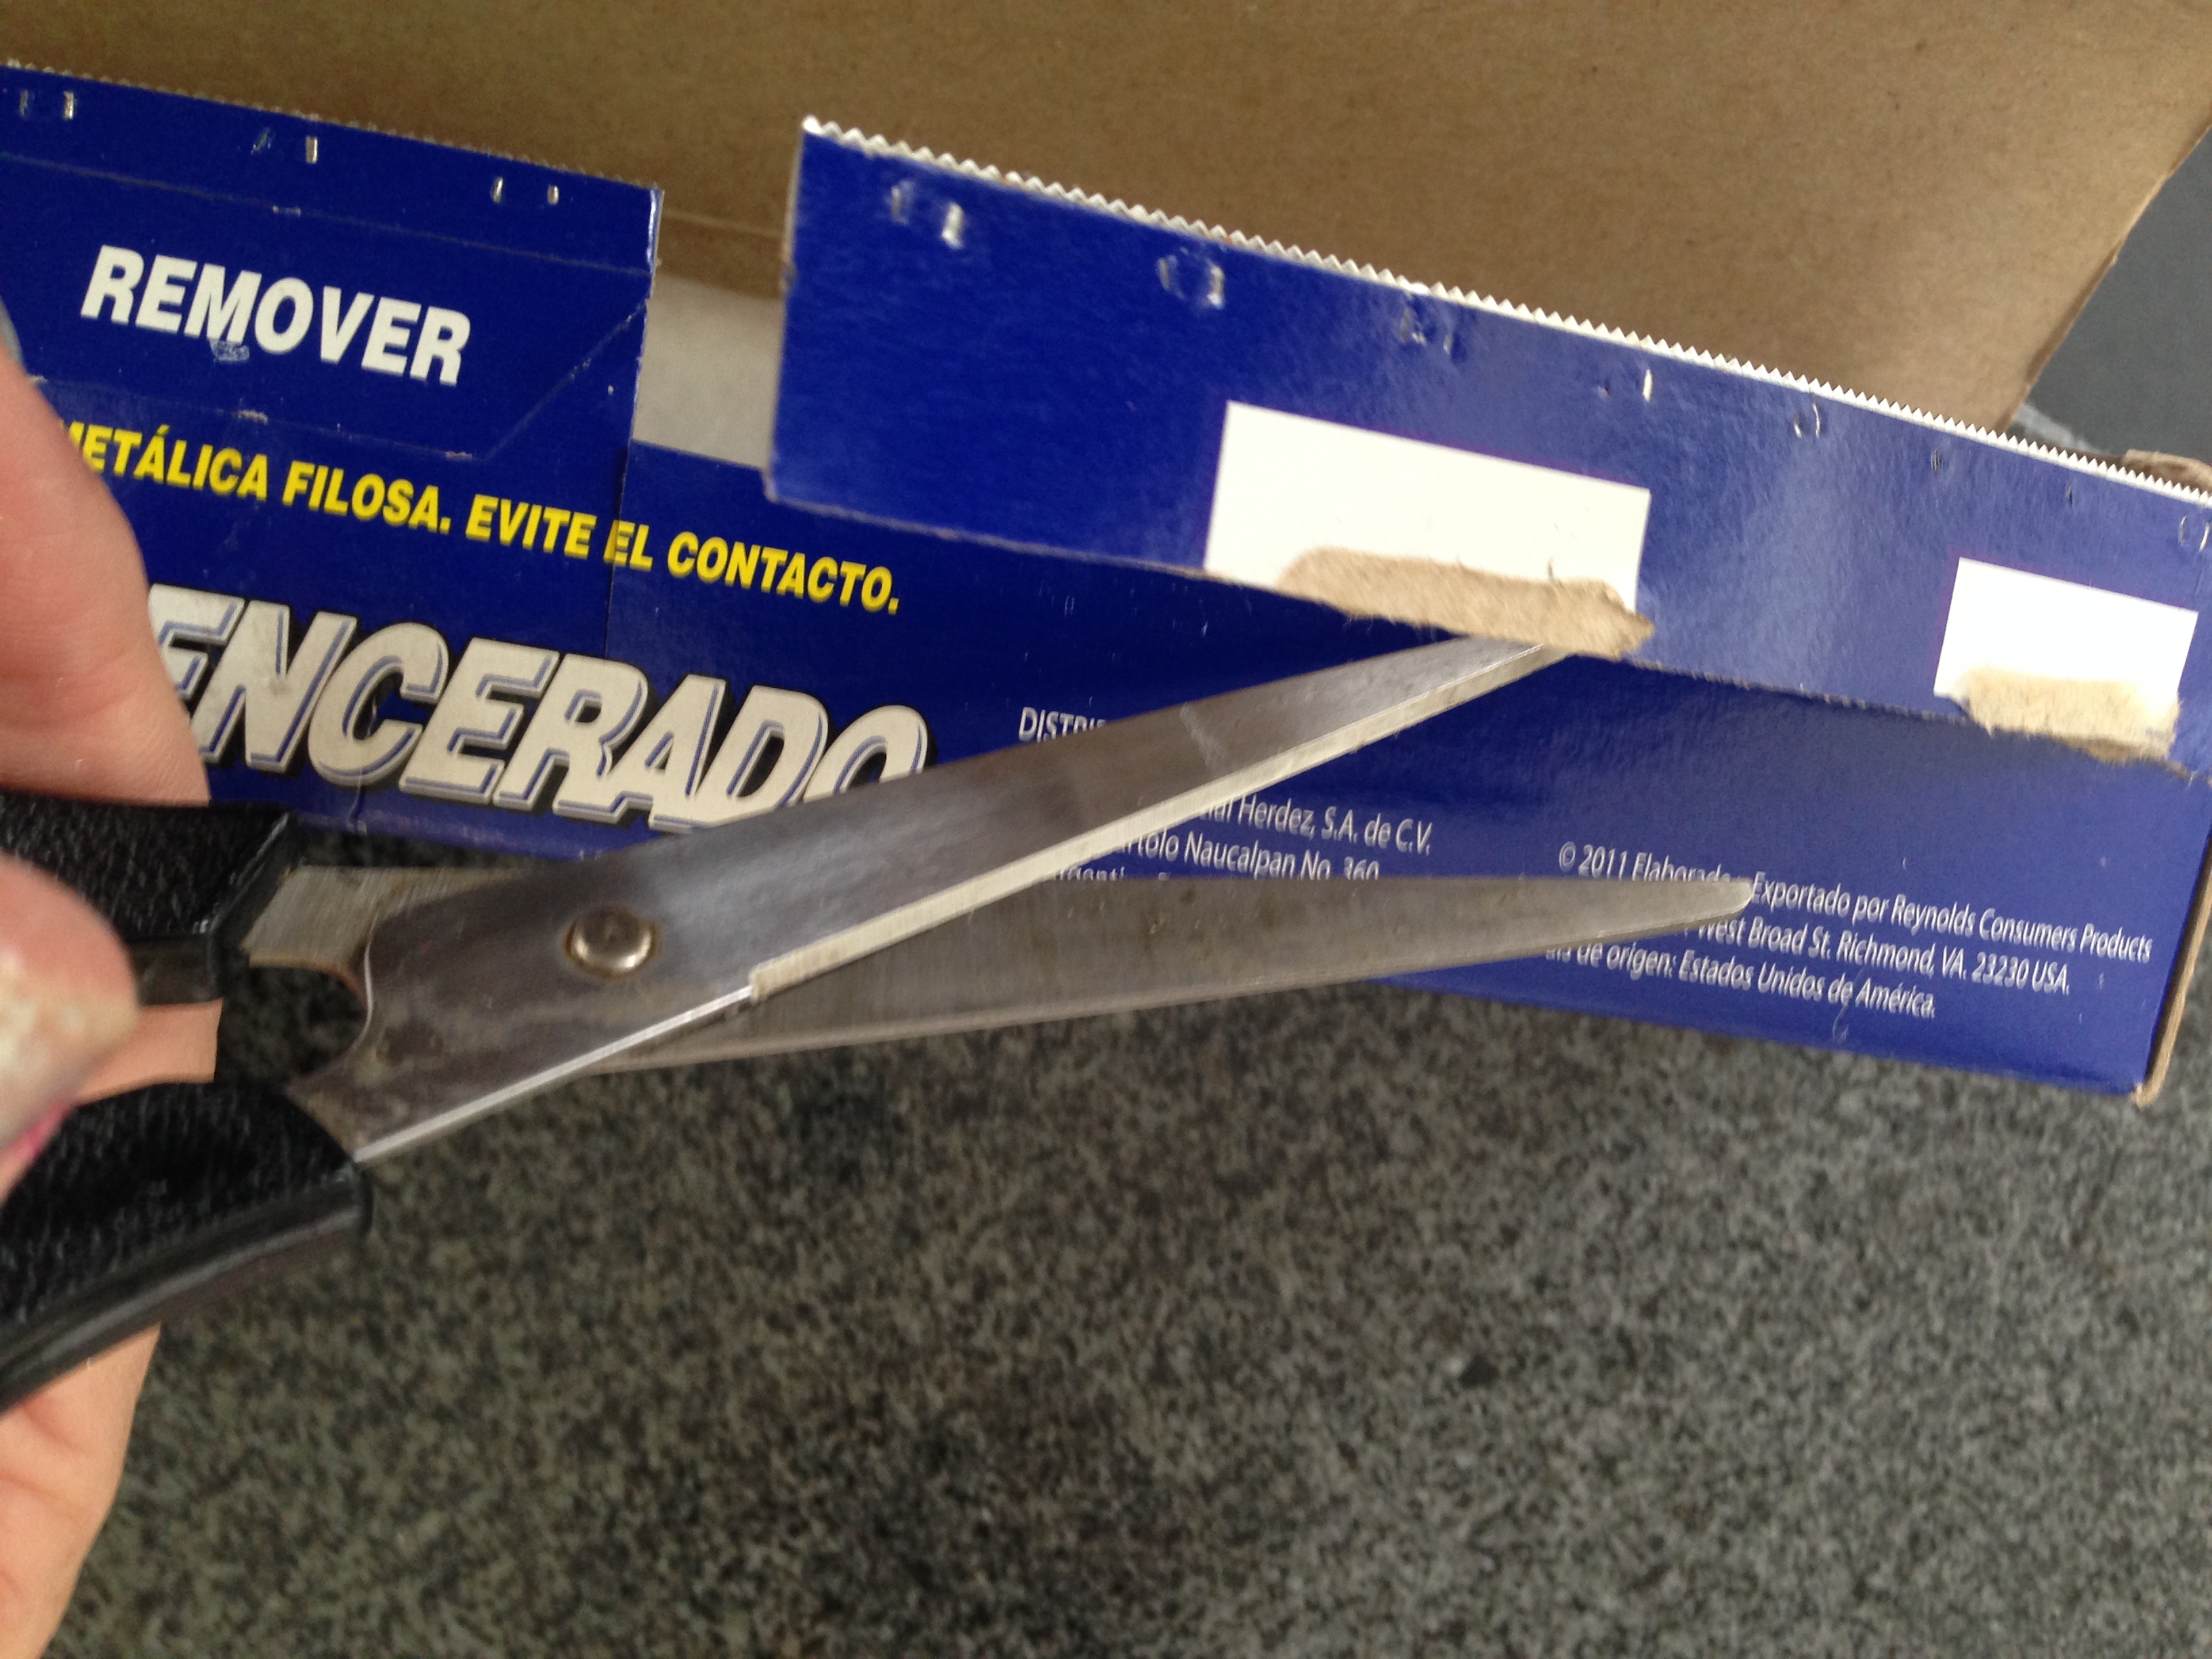 REMOVER
METÁLICA FILOSA. EVITE EL CONTACTO.
ENCERADO
Herdez, S.A. de C.V.
Naucalpan No. 360
© 2011 Elaborado y Exportado por Reynolds Consumers Products
West Broad St. Richmond, VA. 23230 USA.
de origen: Estados Unidos de América.